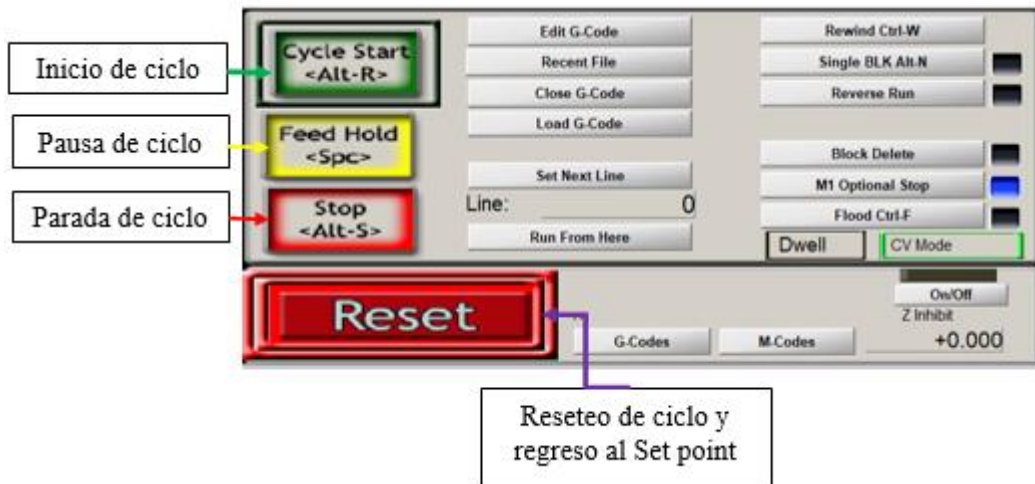 Inicio de ciclo
Pausa de ciclo
Parada de ciclo
Cycle Start
<Alt-R>
Feed Hold
<Spc>
Stop
<Alt-S>
Edit G-Code
Recent File
Close G-Code
Load G-Code
Set Next Line
Line: 0
Run From Here
Rewind Ctrl-W
Single BLK Alt-N
Reverse Run
Block Delete
M1 Optional Stop
Flood Ctrl-F
Dwell
CV Mode
Reset
G-Codes
M-Codes
On/Off
Z Inhibit
+0.000
Reseteo de ciclo y
regreso al Set point